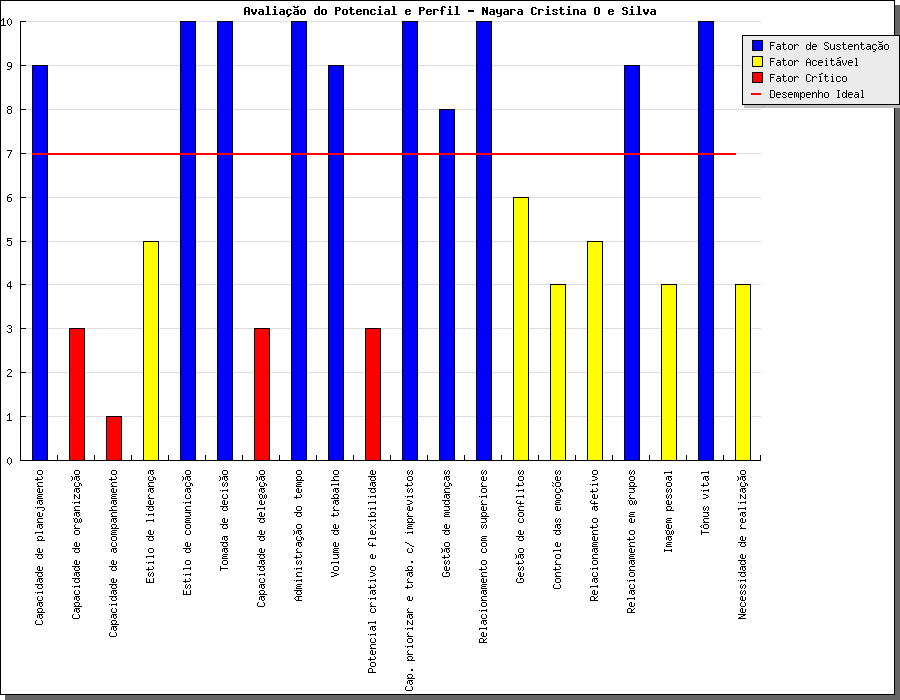 Avaliação do Potencial e Perfil - Nayara Cristina O e Silva
Fator de Sustentação
Fator Aceitável
Fator Crítico
Desempenho Ideal
10
9
8
7
6
5
4
3
2
1
0
Capacidade de planejamento
Capacidade de organização
Capacidade de acompanhamento
Estilo de liderança
Estilo de comunicação
Tomada de decisão
Capacidade de delegação
Administração do tempo
Volume de trabalho
Potencial criativo e flexibilidade
Cap. priorizar e trab. c/ imprevistos
Gestão de mudanças
Relacionamento com superiores
Gestão de conflitos
Controle das emoções
Relacionamento afetivo
Relacionamento em grupos
Imagem pessoal
Tônus vital
Necessidade de realização